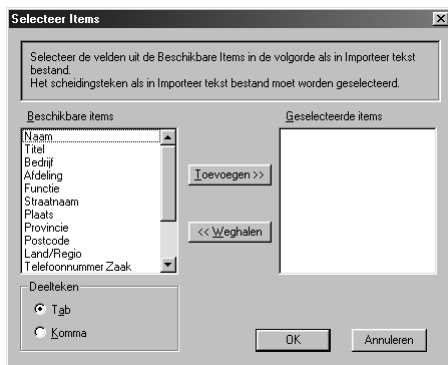 Selecteer Items
Selecteer de velden uit de Beschikbare Items in de volgorde als in Importeer tekst
bestand.
Het scheidingsteken als in Importeer tekst bestand moet worden geselecteerd.
Beschikbare items
Geselecteerde items
Naam
Titel
Bedrijf
Afdeling
Functie
Straatnaam
Plaats
Provincie
Postcode
Land/Regio
Telefoonnummer Zaak
Toevoegen >>
<< Weghalen
Deelteken
Tab
Komma
OK
Annuleren